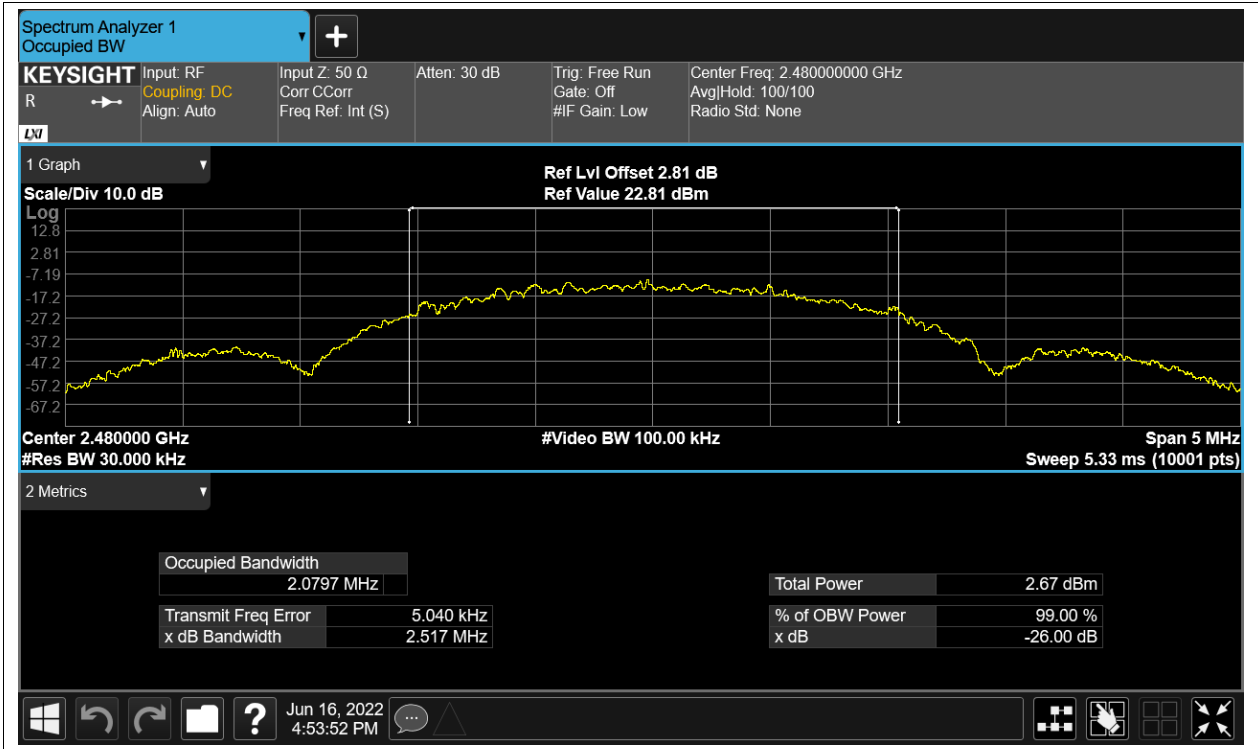 Spectrum Analyzer 1
Occupied BW
KEYSIGHT
R
LXI
Input: RF
Coupling: DC
Align: Auto
Input Z: 50 Ω
Corr CCorr
Freq Ref: Int (S)
Atten: 30 dB
Trig: Free Run
Gate: Off
#IF Gain: Low
Center Freq: 2.480000000 GHz
Avg|Hold: 100/100
Radio Std: None
1 Graph
Scale/Div 10.0 dB
Ref Lvl Offset 2.81 dB
Ref Value 22.81 dBm
Log
12.8
2.81
-7.19
-17.2
-27.2
-37.2
-47.2
-57.2
-67.2
Center 2.480000 GHz
#Res BW 30.000 kHz
#Video BW 100.00 kHz
Span 5 MHz
Sweep 5.33 ms (10001 pts)
2 Metrics
Occupied Bandwidth
2.0797 MHz
Transmit Freq Error 5.040 kHz
x dB Bandwidth 2.517 MHz
Total Power 2.67 dBm
% of OBW Power 99.00 %
x dB -26.00 dB
?
Jun 16, 2022
4:53:52 PM